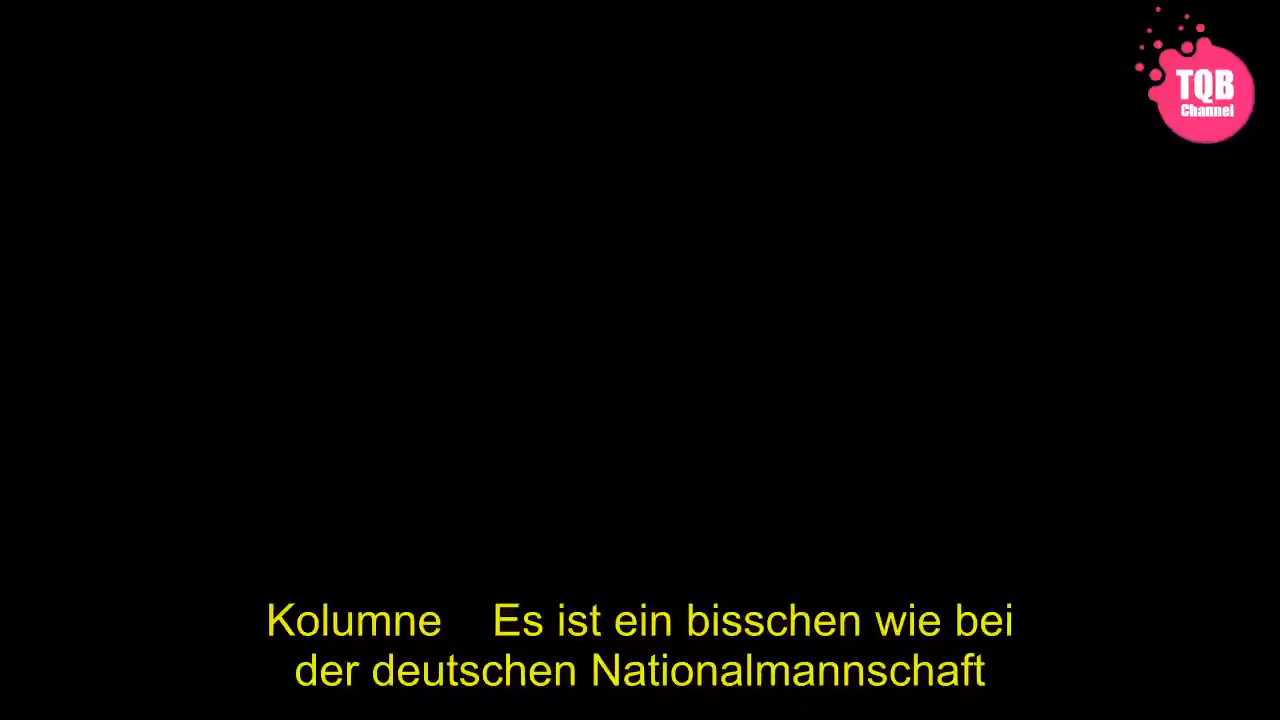 TQB
Channel
Kolumne    Es ist ein bisschen wie bei
der deutschen Nationalmannschaft